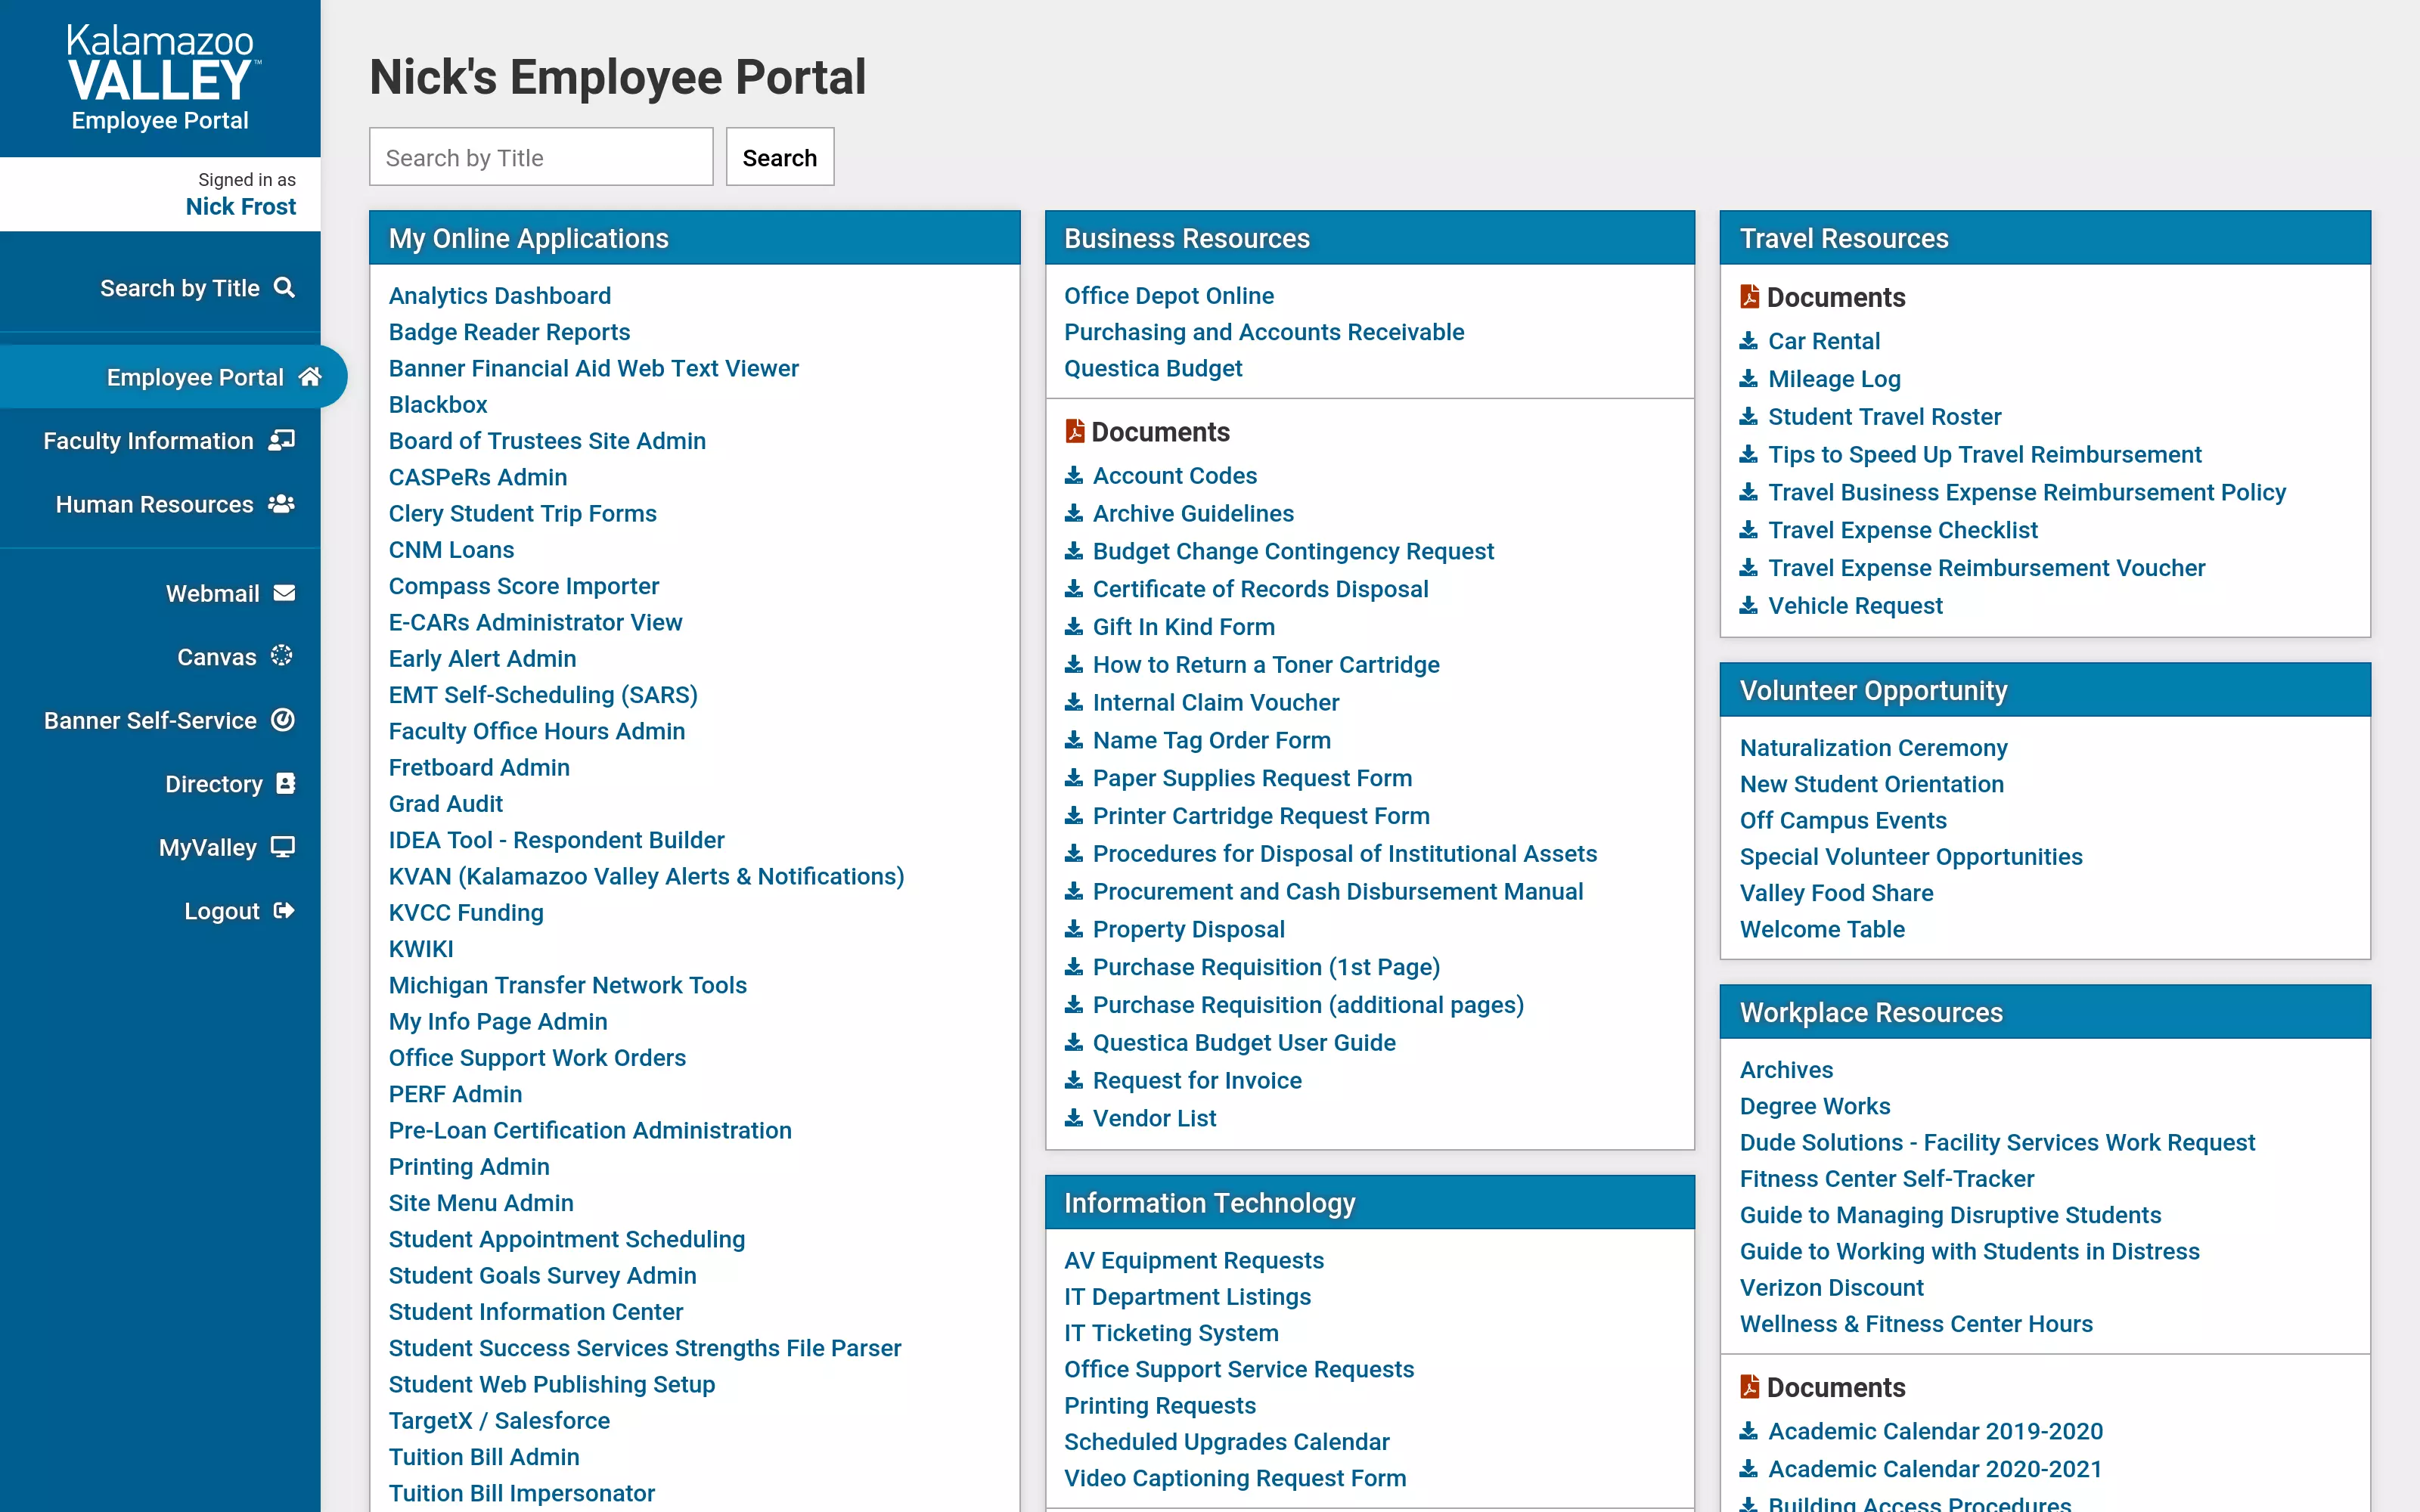 Kalamazoo
VALLEY™
Employee Portal
Signed in as
Nick Frost
Search by Title
Employee Portal
Faculty Information
Human Resources
Webmail
Canvas
Banner Self-Service
Directory
MyValley
Logout
Nick's Employee Portal
Search by Title
Search
My Online Applications
Analytics Dashboard
Badge Reader Reports
Banner Financial Aid Web Text Viewer
Blackbox
Board of Trustees Site Admin
CASPeRs Admin
Clery Student Trip Forms
CNM Loans
Compass Score Importer
E-CARs Administrator View
Early Alert Admin
EMT Self-Scheduling (SARS)
Faculty Office Hours Admin
Fretboard Admin
Grad Audit
IDEA Tool - Respondent Builder
KVAN (Kalamazoo Valley Alerts & Notifications)
KVCC Funding
KWIKI
Michigan Transfer Network Tools
My Info Page Admin
Office Support Work Orders
PERF Admin
Pre-Loan Certification Administration
Printing Admin
Site Menu Admin
Student Appointment Scheduling
Student Goals Survey Admin
Student Information Center
Student Success Services Strengths File Parser
Student Web Publishing Setup
TargetX / Salesforce
Tuition Bill Admin
Tuition Bill Impersonator
Business Resources
Office Depot Online
Purchasing and Accounts Receivable
Questica Budget
Documents
Account Codes
Archive Guidelines
Budget Change Contingency Request
Certificate of Records Disposal
Gift In Kind Form
How to Return a Toner Cartridge
Internal Claim Voucher
Name Tag Order Form
Paper Supplies Request Form
Printer Cartridge Request Form
Procedures for Disposal of Institutional Assets
Procurement and Cash Disbursement Manual
Property Disposal
Purchase Requisition (1st Page)
Purchase Requisition (additional pages)
Questica Budget User Guide
Request for Invoice
Vendor List
Information Technology
AV Equipment Requests
IT Department Listings
IT Ticketing System
Office Support Service Requests
Printing Requests
Scheduled Upgrades Calendar
Video Captioning Request Form
Travel Resources
Documents
Car Rental
Mileage Log
Student Travel Roster
Tips to Speed Up Travel Reimbursement
Travel Business Expense Reimbursement Policy
Travel Expense Checklist
Travel Expense Reimbursement Voucher
Vehicle Request
Volunteer Opportunity
Naturalization Ceremony
New Student Orientation
Off Campus Events
Special Volunteer Opportunities
Valley Food Share
Welcome Table
Workplace Resources
Archives
Degree Works
Dude Solutions - Facility Services Work Request
Fitness Center Self-Tracker
Guide to Managing Disruptive Students
Guide to Working with Students in Distress
Verizon Discount
Wellness & Fitness Center Hours
Documents
Academic Calendar 2019-2020
Academic Calendar 2020-2021
Building Access Procedures